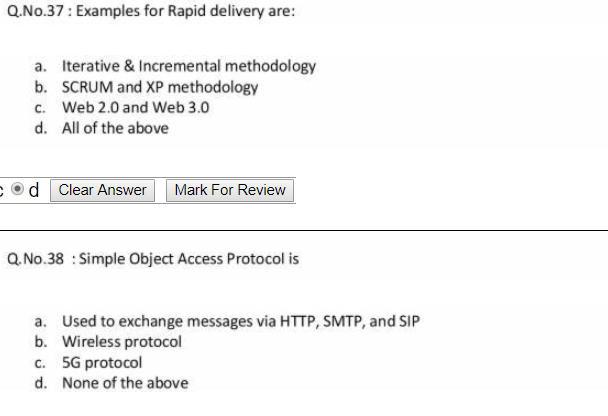 Q.No.37 : Examples for Rapid delivery are:
a. Iterative & Incremental methodology
b. SCRUM and XP methodology
c. Web 2.0 and Web 3.0
d. All of the above
d Clear Answer Mark For Review
Q.No.38 : Simple Object Access Protocol is
a. Used to exchange messages via HTTP, SMTP, and SIP
b. Wireless protocol
c. 5G protocol
d. None of the above